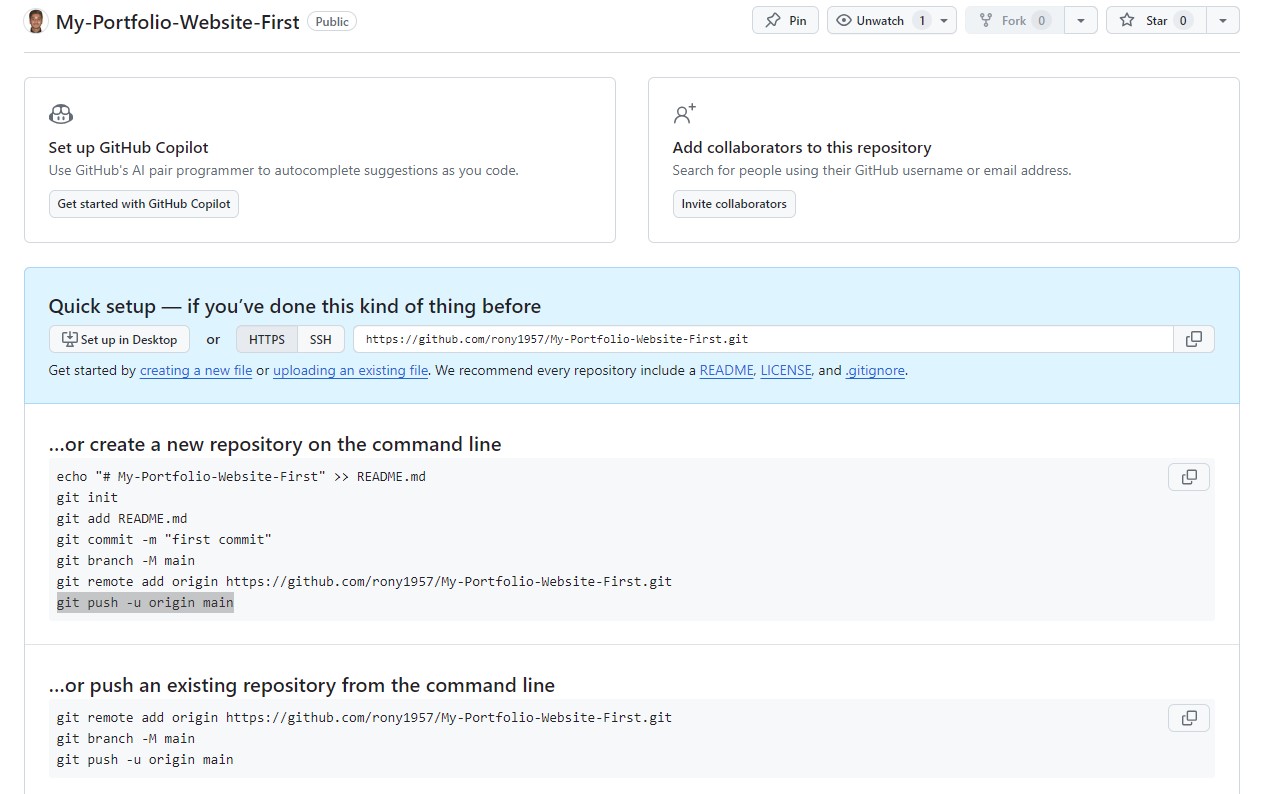 My-Portfolio-Website-First Public Pin Unwatch 1 Fork 0 Star 0
Set up GitHub Copilot
Use GitHub's AI pair programmer to autocomplete suggestions as you code.
Get started with GitHub Copilot
Add collaborators to this repository
Search for people using their GitHub username or email address.
Invite collaborators
Quick setup — if you’ve done this kind of thing before
Set up in Desktop or HTTPS SSH https://github.com/rony1957/My-Portfolio-Website-First.git
Get started by creating a new file or uploading an existing file. We recommend every repository include a README, LICENSE, and .gitignore.
…or create a new repository on the command line
echo "# My-Portfolio-Website-First" >> README.md
git init
git add README.md
git commit -m "first commit"
git branch -M main
git remote add origin https://github.com/rony1957/My-Portfolio-Website-First.git
git push -u origin main
…or push an existing repository from the command line
git remote add origin https://github.com/rony1957/My-Portfolio-Website-First.git
git branch -M main
git push -u origin main